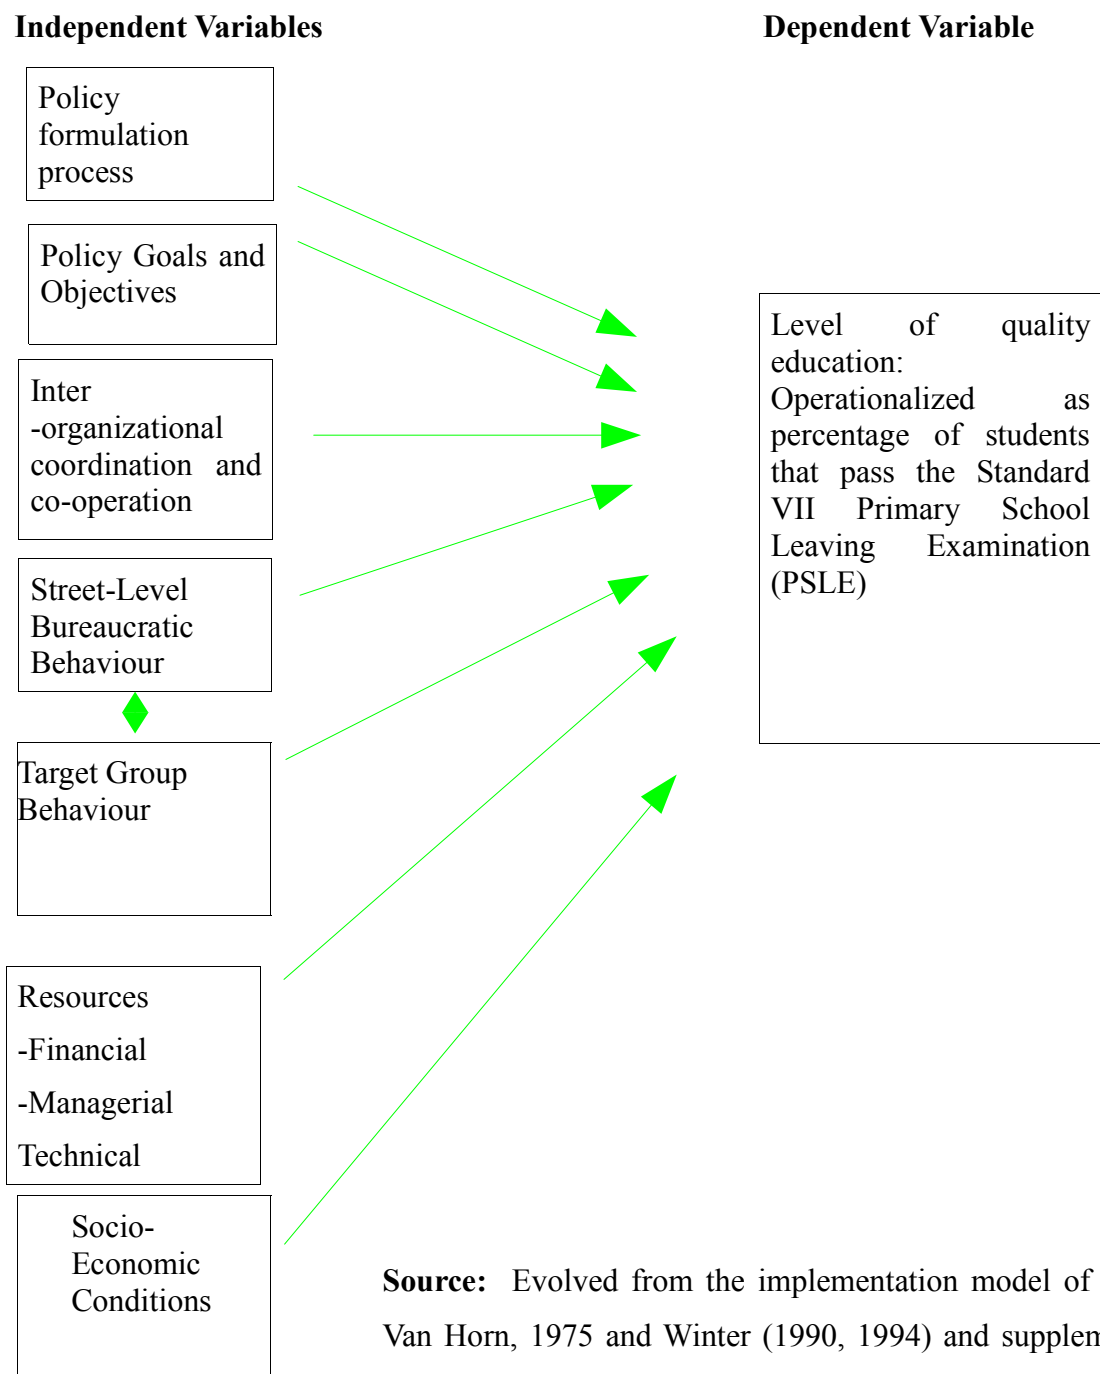 Independent Variables
Dependent Variable
Policy
formulation
process
Policy Goals and
Objectives
Inter
-organizational
coordination and
co-operation
Street-Level
Bureaucratic
Behaviour
Target Group
Behaviour
Resources
-Financial
-Managerial
Technical
Socio-
Economic
Conditions
Level of quality
education:
Operationalized as
percentage of students
that pass the Standard
VII Primary School
Leaving Examination
(PSLE)
Source: Evolved from the implementation model of
Van Horn, 1975 and Winter (1990, 1994) and